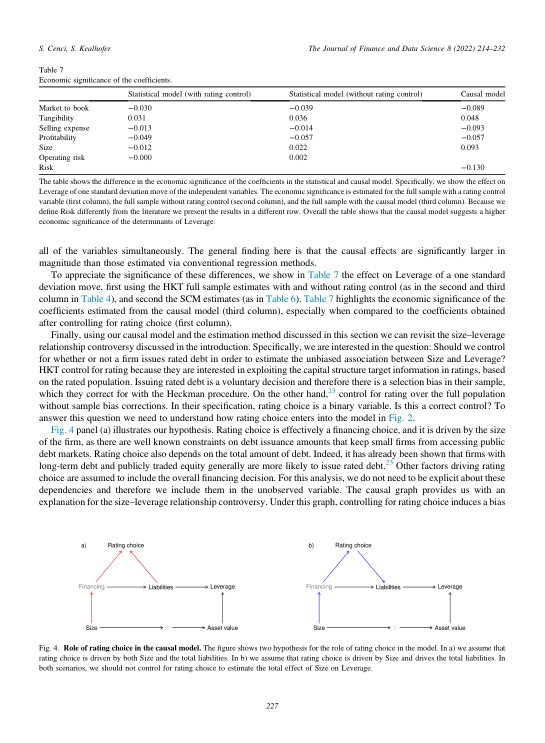 S. Cenci, S. Kealhofer
The Journal of Finance and Data Science 8 (2022) 214–232
Table 7
Economic significance of the coefficients.
Statistical model (with rating control) Statistical model (without rating control) Causal model
Market to book −0.030 −0.039 −0.089
Tangibility 0.031 0.036 0.048
Selling expense −0.013 −0.014 −0.093
Profitability −0.049 −0.057 −0.057
Size −0.012 0.022 0.093
Operating risk −0.000 0.002
Risk −0.130
The table shows the difference in the economic significance of the coefficients in the statistical and causal model. Specifically, we show the effect on
Leverage of one standard deviation move of the independent variables. The economic significance is estimated for the full sample with a rating control
variable (first column), the full sample without rating control (second column), and the full sample with the causal model (third column). Because we
define Risk differently from the literature we present the results in a different row. Overall the table shows that the causal model suggests a higher
economic significance of the determinants of Leverage.
all of the variables simultaneously. The general finding here is that the causal effects are significantly larger in
magnitude than those estimated via conventional regression methods.
To appreciate the significance of these differences, we show in Table 7 the effect on Leverage of a one standard
deviation move, first using the HKT full sample estimates with and without rating control (as in the second and third
column in Table 4), and second the SCM estimates (as in Table 6). Table 7 highlights the economic significance of the
coefficients estimated from the causal model (third column), especially when compared to the coefficients obtained
after controlling for rating choice (first column).
Finally, using our causal model and the estimation method discussed in this section we can revisit the size–leverage
relationship controversy discussed in the introduction. Specifically, we are interested in the question: Should we control
for whether or not a firm issues rated debt in order to estimate the unbiased association between Size and Leverage?
HKT control for rating because they are interested in exploiting the capital structure target information in ratings, based
on the rated population. Issuing rated debt is a voluntary decision and therefore there is a selection bias in their sample,
which they correct for with the Heckman procedure. On the other hand,23 control for rating over the full population
without sample bias corrections. In their specification, rating choice is a binary variable. Is this a correct control? To
answer this question we need to understand how rating choice enters into the model in Fig. 2.
Fig. 4 panel (a) illustrates our hypothesis. Rating choice is effectively a financing choice, and it is driven by the size
of the firm, as there are well known constraints on debt issuance amounts that keep small firms from accessing public
debt markets. Rating choice also depends on the total amount of debt. Indeed, it has already been shown that firms with
long-term debt and publicly traded equity generally are more likely to issue rated debt.23 Other factors driving rating
choice are assumed to include the overall financing decision. For this analysis, we do not need to be explicit about these
dependencies and therefore we include them in the unobserved variable. The causal graph provides us with an
explanation for the size–leverage relationship controversy. Under this graph, controlling for rating choice induces a bias
a) Rating choice
Financing Liabilities Leverage
Size Asset value
b) Rating choice
Financing Liabilities Leverage
Size Asset value
Fig. 4. Role of rating choice in the causal model. The figure shows two hypothesis for the role of rating choice in the model. In a) we assume that
rating choice is driven by both Size and the total liabilities. In b) we assume that rating choice is driven by Size and drives the total liabilities. In
both scenarios, we should not control for rating choice to estimate the total effect of Size on Leverage.
227